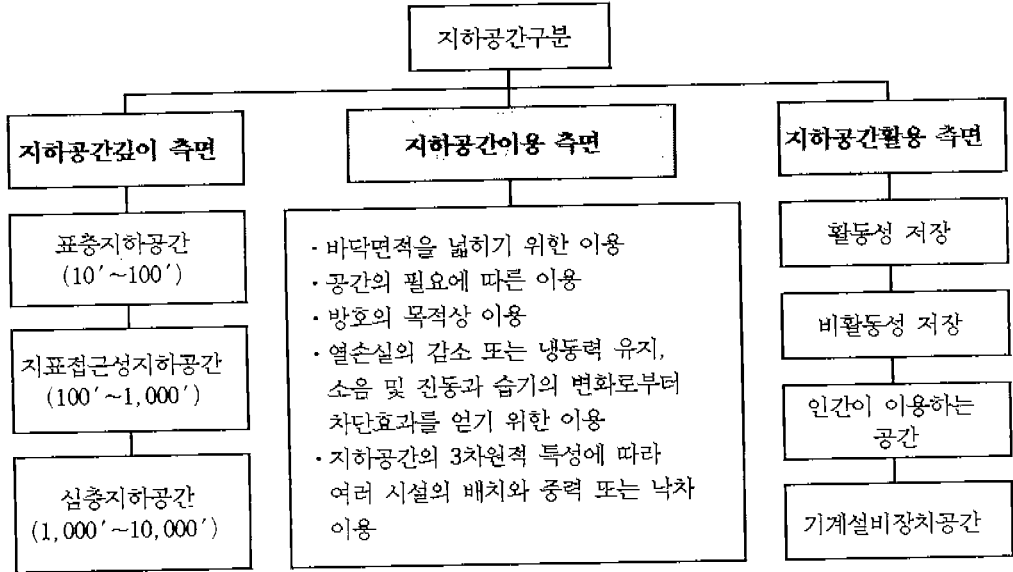 지하공간구분
지하공간깊이 측면
표층지하공간
(10′~100′)
지표접근성지하공간
(100′~1,000′)
심층지하공간
(1,000′~10,000′)
지하공간이용 측면
· 바닥면적을 넓히기 위한 이용
· 공간의 필요에 따른 이용
· 방호의 목적상 이용
· 열손실의 감소 또는 냉동력 유지,
소음 및 진동과 습기의 변화로부터
차단효과를 얻기 위한 이용
· 지하공간의 3차원적 특성에 따라
여러 시설의 배치와 중력 또는 낙차
이용
지하공간활용 측면
활동성 저장
비활동성 저장
인간이 이용하는
공간
기계설비장치공간